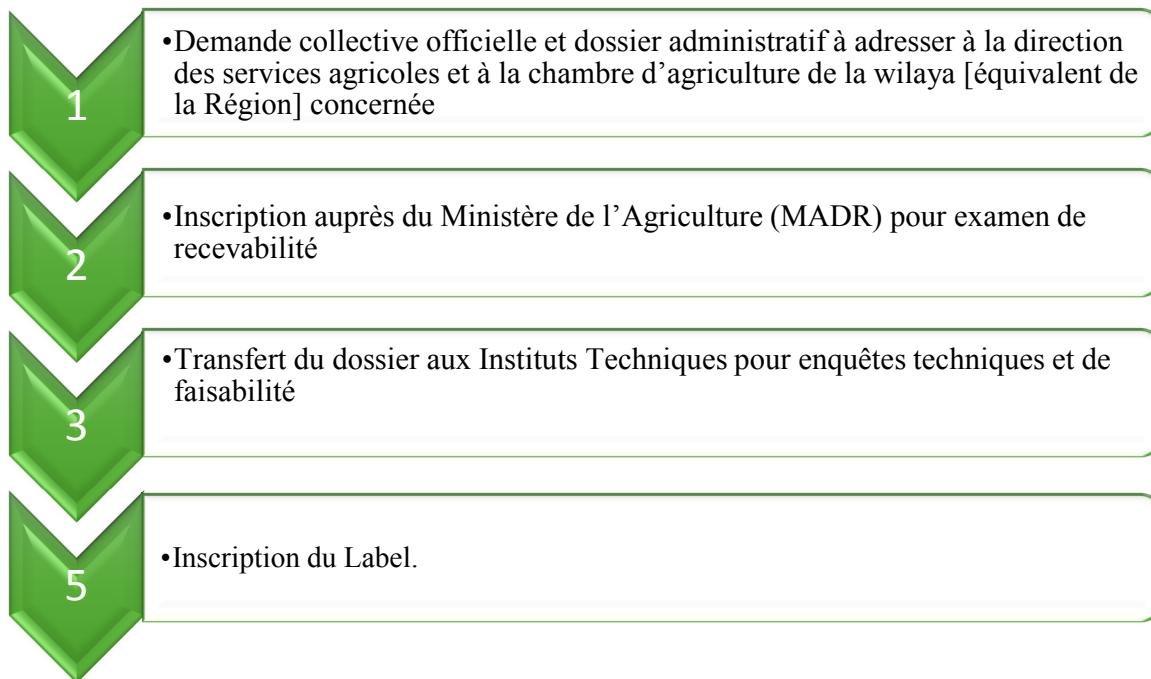 1
•Demande collective officielle et dossier administratif à adresser à la direction
des services agricoles et à la chambre d’agriculture de la wilaya [équivalent de
la Région] concernée
2
•Inscription auprès du Ministère de l’Agriculture (MADR) pour examen de
recevabilité
3
•Transfert du dossier aux Instituts Techniques pour enquêtes techniques et de
faisabilité
5
•Inscription du Label.